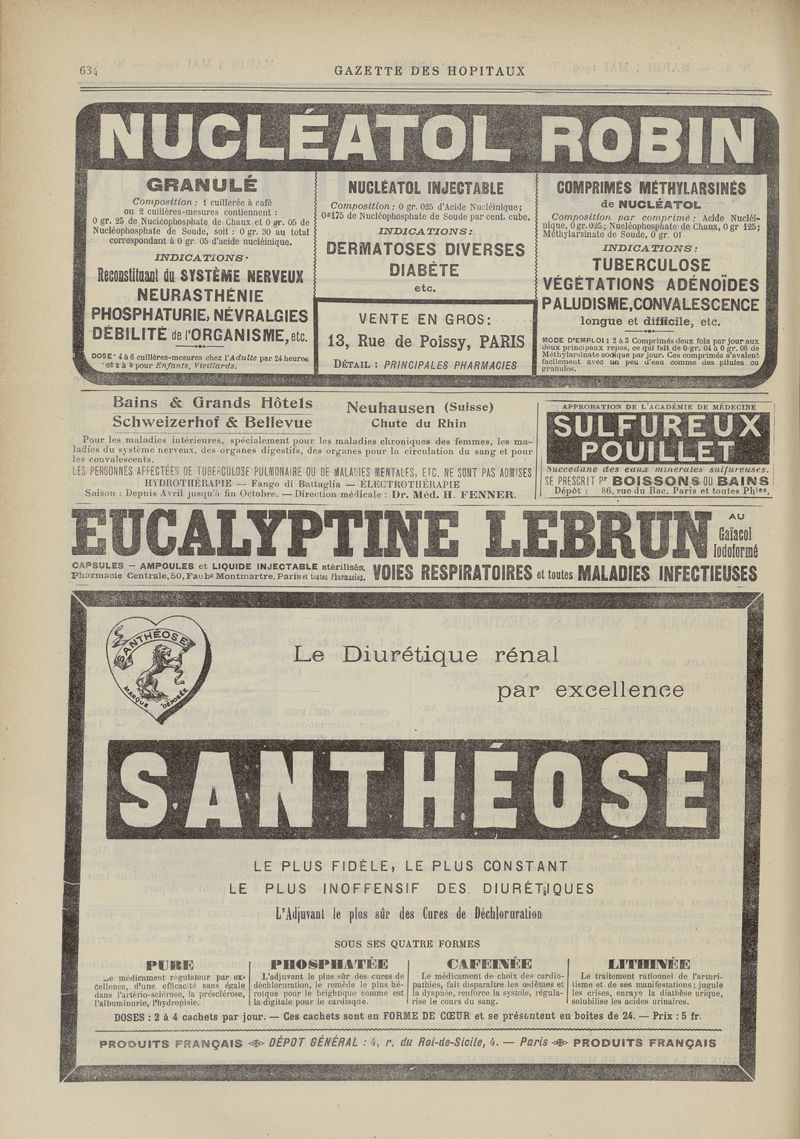 634
GAZETTE DES HOPITAUX
NUCLÉATOL ROBIN
GRANULÉ
Composition : 1 cuillerée à café
ou 2 cuillères-mesures contiennent :
0 gr. 25 de Nucléophosphate de Chaux et 0 gr. 05 de
Nucléophosphate de Soude, soit : 0 gr. 30 au total
correspondant à 0 gr. 05 d'acide nucléinique.
INDICATIONS
Reconstituant du SYSTÈME NERVEUX
NEURASTHÉNIE
PHOSPHATURIE, NÉVRALGIES
DÉBILITÉ de l'ORGANISME, etc.
DOSE : 4 à 6 cuillères-mesures chez l'Adulte par 24 heures
et 2 à 4 pour Enfants, Vieillards.
NUCLÉATOL INJECTABLE
Composition : 0 gr. 025 d'Acide Nucléinique;
0g175 de Nucléophosphate de Soude par cent. cube.
INDICATIONS :
DERMATOSES DIVERSES
DIABÈTE
etc.
VENTE EN GROS :
13, Rue de Poissy, PARIS
DÉTAIL : PRINCIPALES PHARMACIES
COMPRIMÉS MÉTHYLARSINÉS
de NUCLÉATOL
Composition par comprimé : Acide Nucléi-
nique, 0 gr. 025; Nucléophosphate de Chaux, 0 gr 125;
Méthylarsinate de Soude, 0 gr. 01
INDICATIONS :
TUBERCULOSE
VÉGÉTATIONS ADÉNOÏDES
PALUDISME, CONVALESCENCE
longue et difficile, etc.
MODE D'EMPLOI : 2 à 3 Comprimés deux fois par jour aux
deux principaux repas, ce qui fait de 0 gr. 04 à 0 gr. 06 de
Méthylarsinate sodique par jour. Ces comprimés s'avalent
facilement avec un peu d'eau comme des pilules ou
granules.
Bains & Grands Hôtels
Schweizerhof & Bellevue
Neuhausen (Suisse)
Chute du Rhin
Pour les maladies intérieures, spécialement pour les maladies chroniques des femmes, les ma-
ladies du système nerveux, des organes digestifs, des organes pour la circulation du sang et pour
les convalescents.
LES PERSONNES AFFECTÉES DE TUBERCULOSE PULMONAIRE OU DE MALADIES MENTALES, ETC. NE SONT PAS ADMISES
HYDROTHÉRAPIE — Fango di Battaglia — ÉLECTROTHÉRAPIE
Saison : Depuis Avril jusqu'à fin Octobre. — Direction médicale : Dr. Méd. H. FENNER.
APPROBATION DE L'ACADÉMIE DE MÉDECINE
SULFUREUX
POUILLET
Succédané des eaux minérales sulfureuses.
SE PRESCRIT Pr BOISSONS OU BAINS
Dépôt : 86, rue du Bac, Paris et toutes Phies.
EUCALYPTINE LEBRUN
AU
Gaïacol
Iodoformé
CAPSULES — AMPOULES et LIQUIDE INJECTABLE stérilisés.
Pharmacie Centrale, 50, Faubg Montmartre, Paris et toutes Pharmacies.
VOIES RESPIRATOIRES et toutes MALADIES INFECTIEUSES
SANTHÉOSE
MARQUE DÉPOSÉE
Le Diurétique rénal
par excellence
SANTHÉOSE
LE PLUS FIDÈLE, LE PLUS CONSTANT
LE PLUS INOFFENSIF DES DIURÉTIQUES
L'Adjuvant le plus sûr des Cures de Déchloruration
SOUS SES QUATRE FORMES
PURE
Le médicament régulateur par ex-
cellence, d'une efficacité sans égale
dans l'artério-sclérose, la présclérose,
l'albuminurie, l'hydropisie.
PHOSPHATÉE
L'adjuvant le plus sûr des cures de
déchloruration, le remède le plus hé-
roïque pour le brightique comme est
la digitale pour le cardiaque.
CAFEINÉE
Le médicament de choix des cardio-
pathies, fait disparaître les œdèmes et
la dyspnée, renforce la systole, régula-
rise le cours du sang.
LITHINÉE
Le traitement rationnel de l'arthri-
tisme et de ses manifestations ; jugule
les crises, enraye la diabèse urique,
solubilise les acides urinaires.
DOSES : 2 à 4 cachets par jour. — Ces cachets sont en FORME DE CŒUR et se présentent en boites de 24. — Prix : 5 fr.
PRODUITS FRANÇAIS DÉPOT GÉNÉRAL : 4, r. du Roi-de-Sicile, 4. — Paris PRODUITS FRANÇAIS